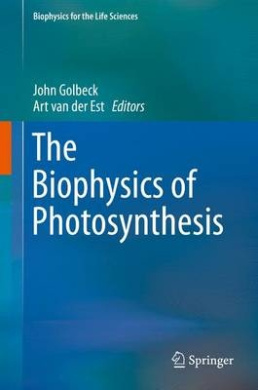 Biophysics for the Life Sciences
John Golbeck
Art van der Est Editors
The
Biophysics of
Photosynthesis
Springer